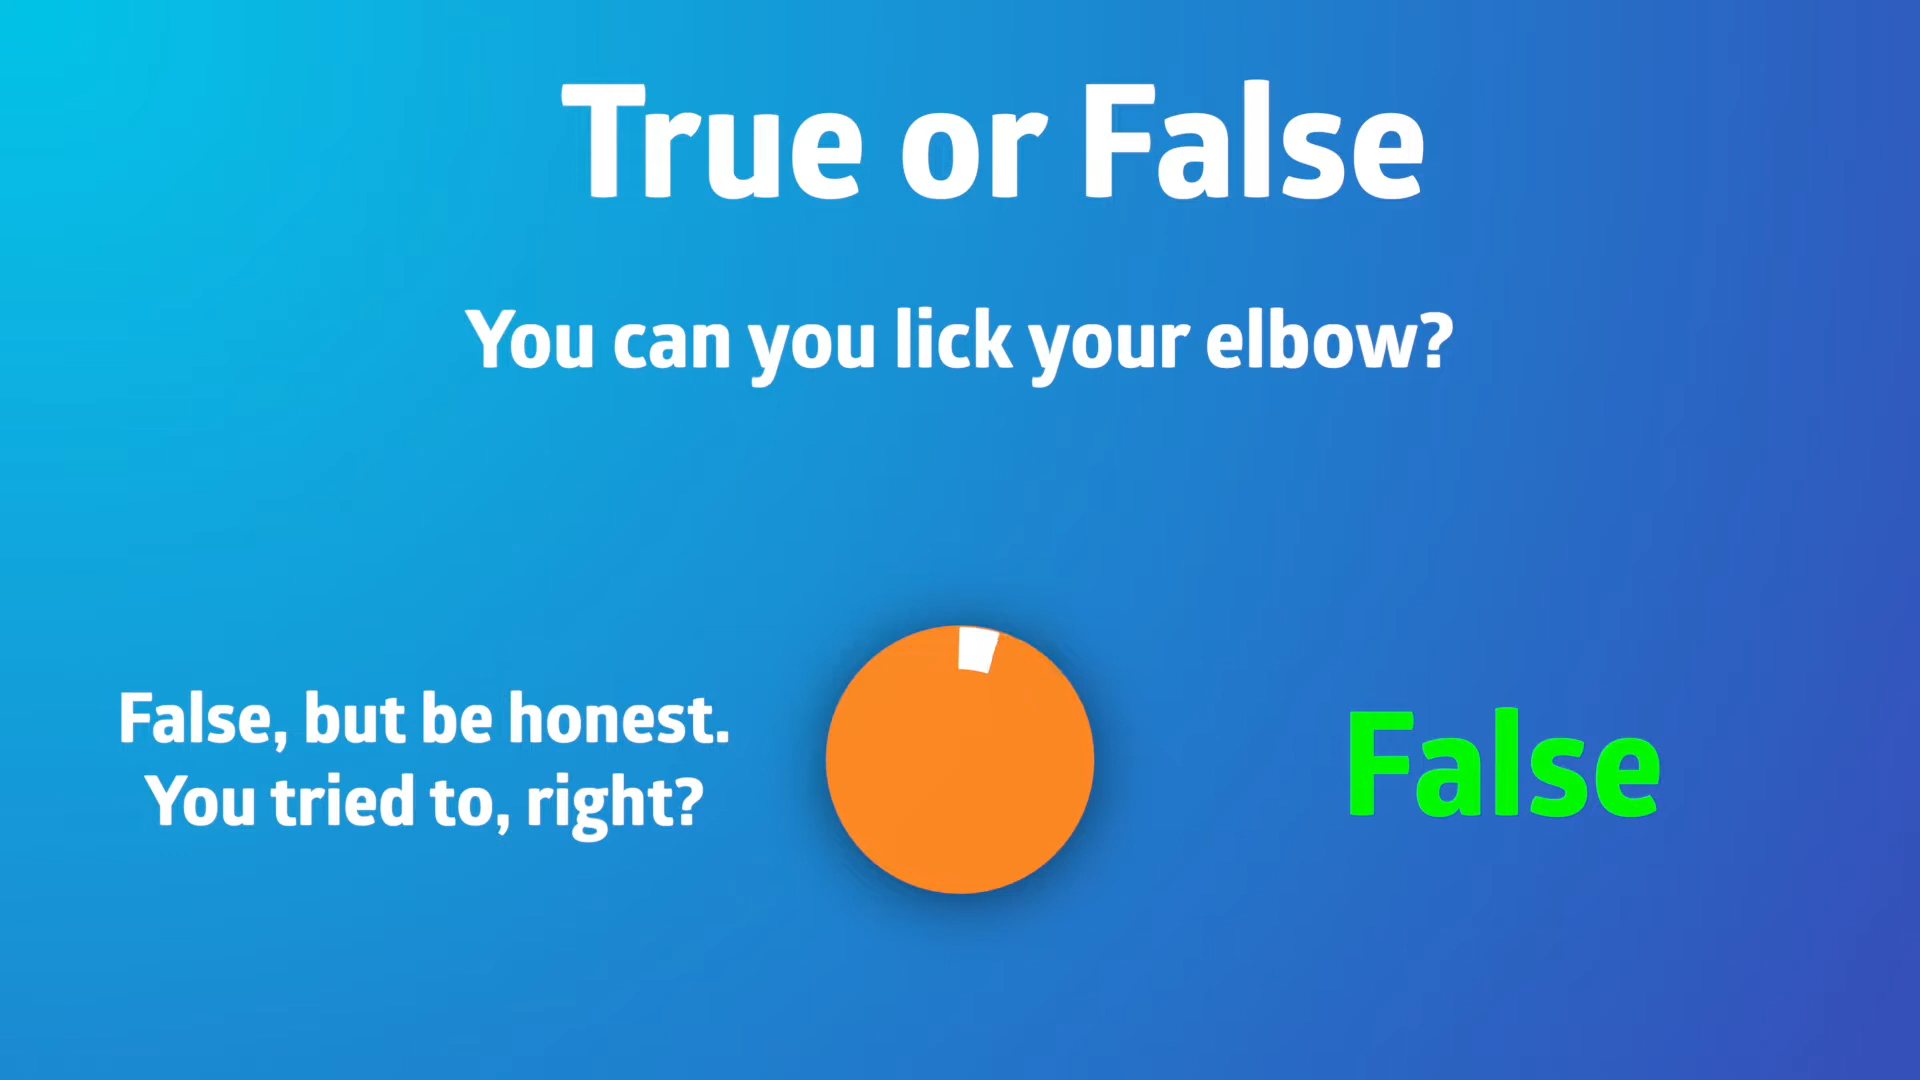 True or False
You can you lick your elbow?
False, but be honest.
You tried to, right?
False